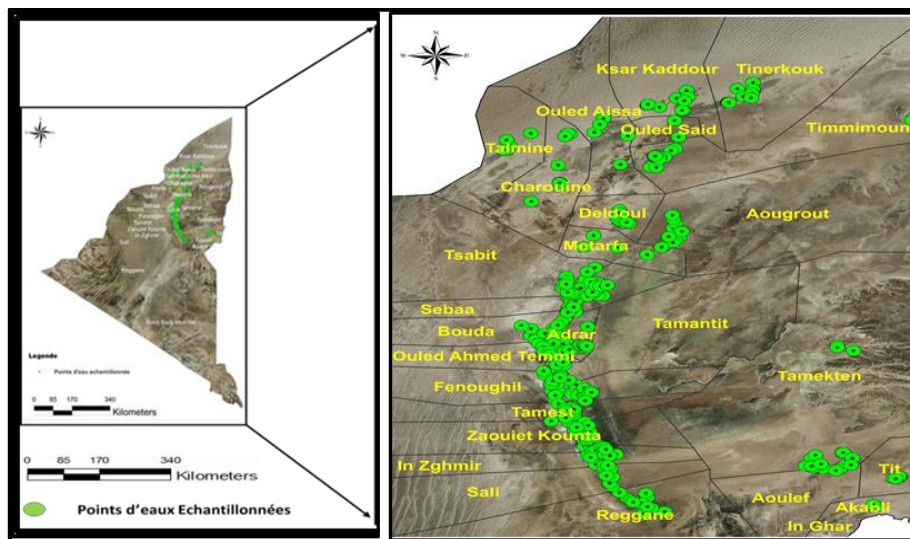 N
W E
S
Legende
Points d'eau echantillonnée
0 85 170 340
Kilometers
0 85 170 340
Kilometers
Points d'eaux Echantillonnées
N
W E
S
Ksar Kaddour
Tinerkouk
Ouled Aissa
Ouled Said
Timmimoun
Talmine
Charouine
Deldoul
Aougrout
Metarfa
Tsabit
Sebaa
Tamantit
Bouda
Adrar
Ouled Ahmed Temmi
Tamekten
Fenoughil
Tamest
Zaouiet Kounta
In Zghmir
Tit
Sali
Aoulef
Akabli
Reggane
In Ghar